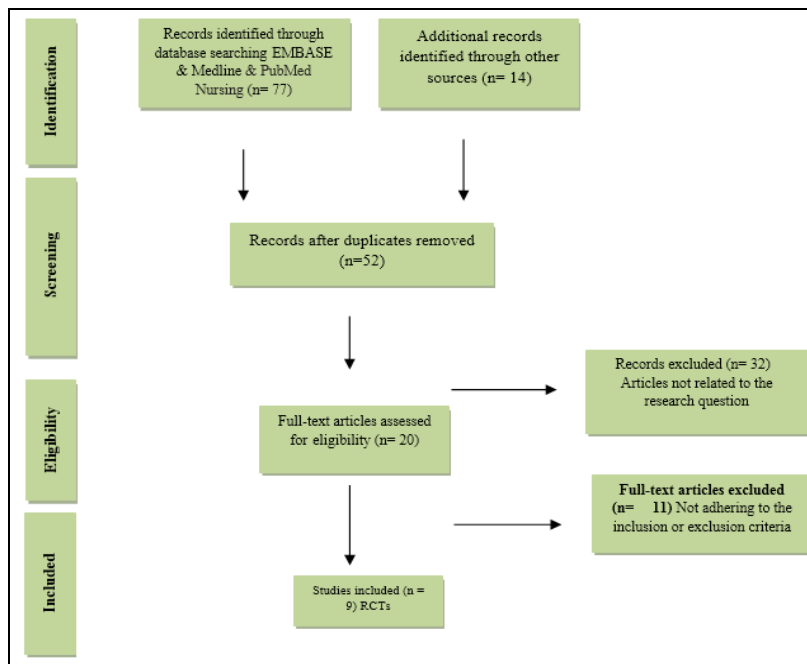 Identification
Records identified through
database searching EMBASE
& Medline & PubMed
Nursing (n= 77)
Additional records
identified through other
sources (n= 14)
Screening
Records after duplicates removed
(n=52)
Records excluded (n= 32)
Articles not related to the
research question
Eligibility
Full-text articles assessed
for eligibility (n= 20)
Full-text articles excluded
(n= 11) Not adhering to the
inclusion or exclusion criteria
Included
Studies included (n =
9) RCTs